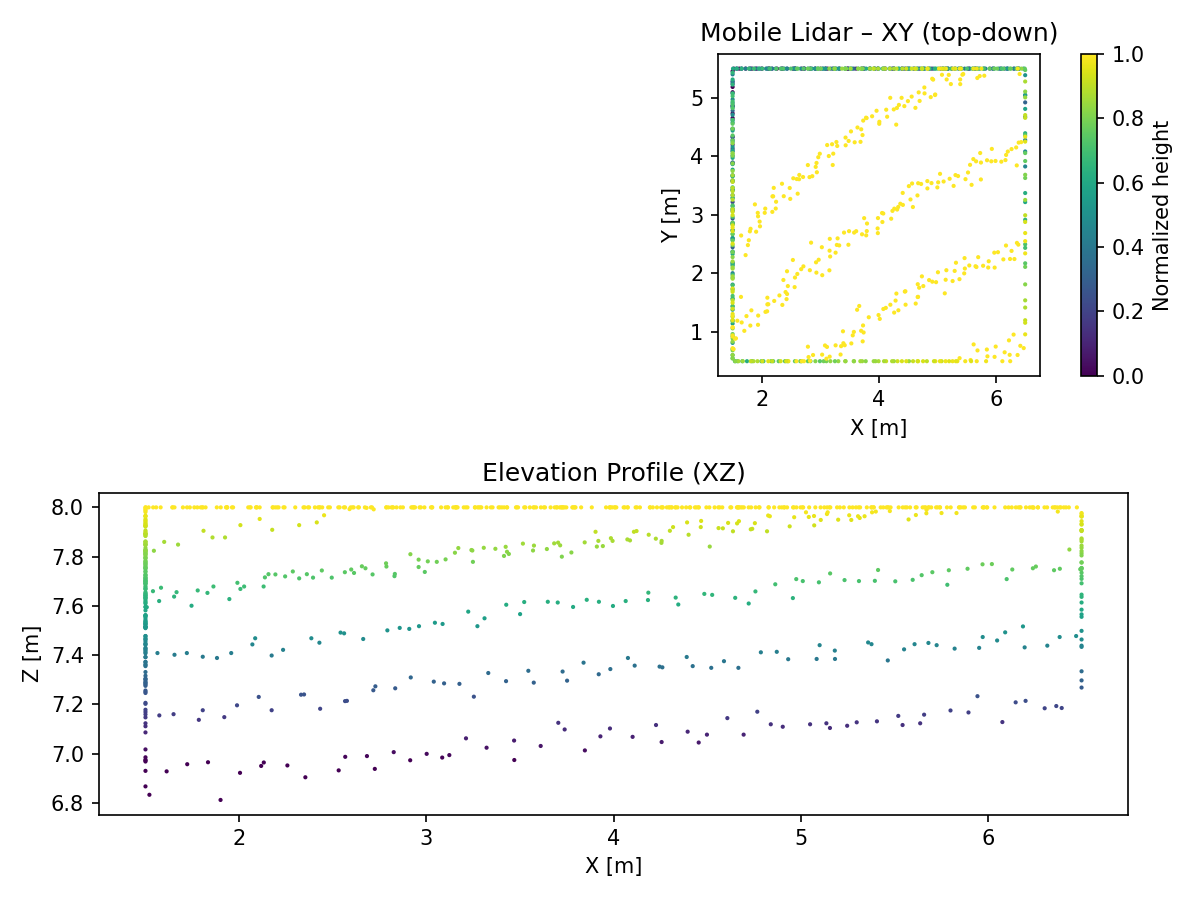 Mobile Lidar – XY (top-down)
5
4
3
2
1
Y [m]
2 4 6
X [m]
1.0
0.8
0.6
0.4
0.2
0.0
Normalized height
Elevation Profile (XZ)
8.0
7.8
7.6
7.4
7.2
7.0
6.8
Z [m]
2 3 4 5 6
X [m]